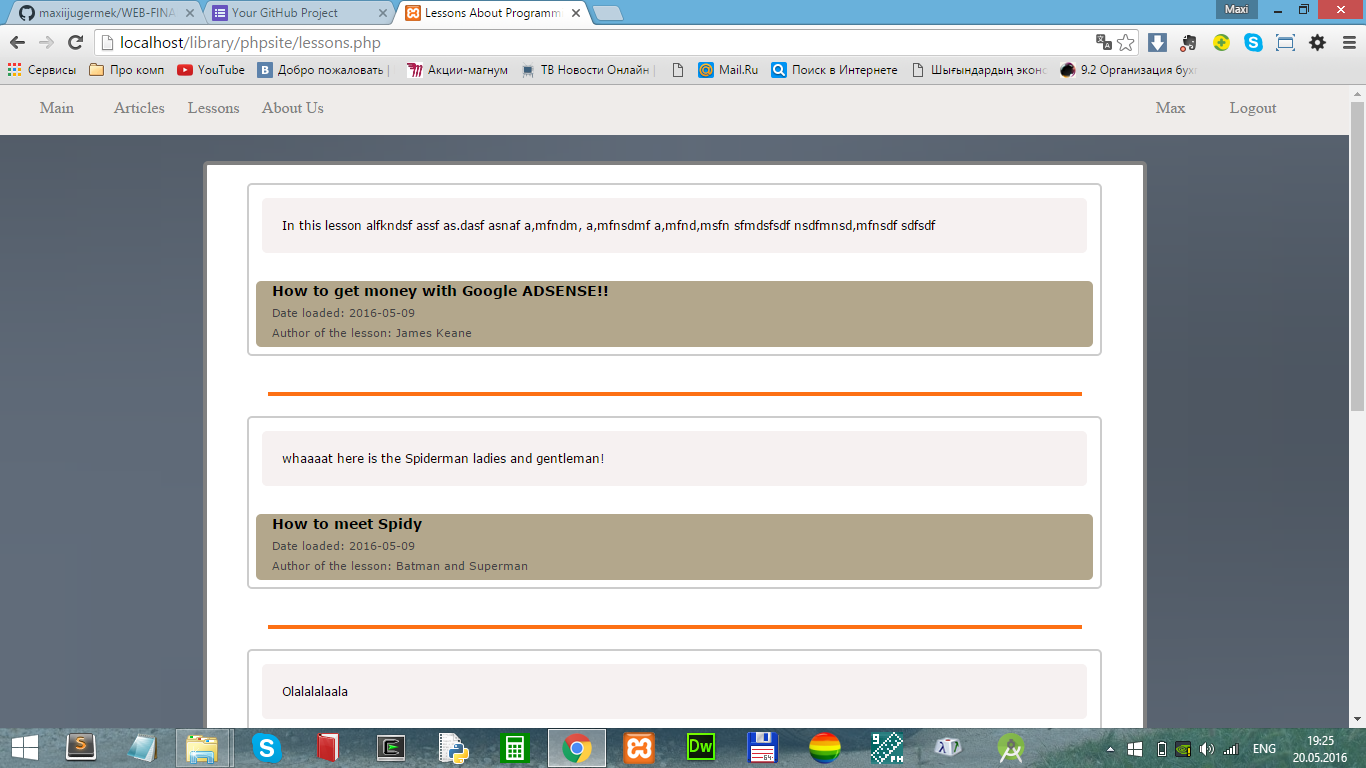 maxiijugermek/WEB-FINA
Your GitHub Project
Lessons About Programm
Maxi
localhost/library/phpsite/lessons.php
Сервисы
Про комп
YouTube
Добро пожаловать |
Акции-магнум
ТВ Новости Онлайн |
Mail.Ru
Поиск в Интернете
Шығындардың экон
9.2 Организация бухг
Main
Articles
Lessons
About Us
Max
Logout
In this lesson alfkndsf assf as.dasf asnaf a,mfndm, a,mfnsdmf a,mfnd,msfn sfmdsfsdf nsdfmnsd,mfnsdf sdfsdf
How to get money with Google ADSENSE!!
Date loaded: 2016-05-09
Author of the lesson: James Keane
whaaaat here is the Spiderman ladies and gentleman!
How to meet Spidy
Date loaded: 2016-05-09
Author of the lesson: Batman and Superman
Olalalalaala
Dw
ENG
19:25
20.05.2016